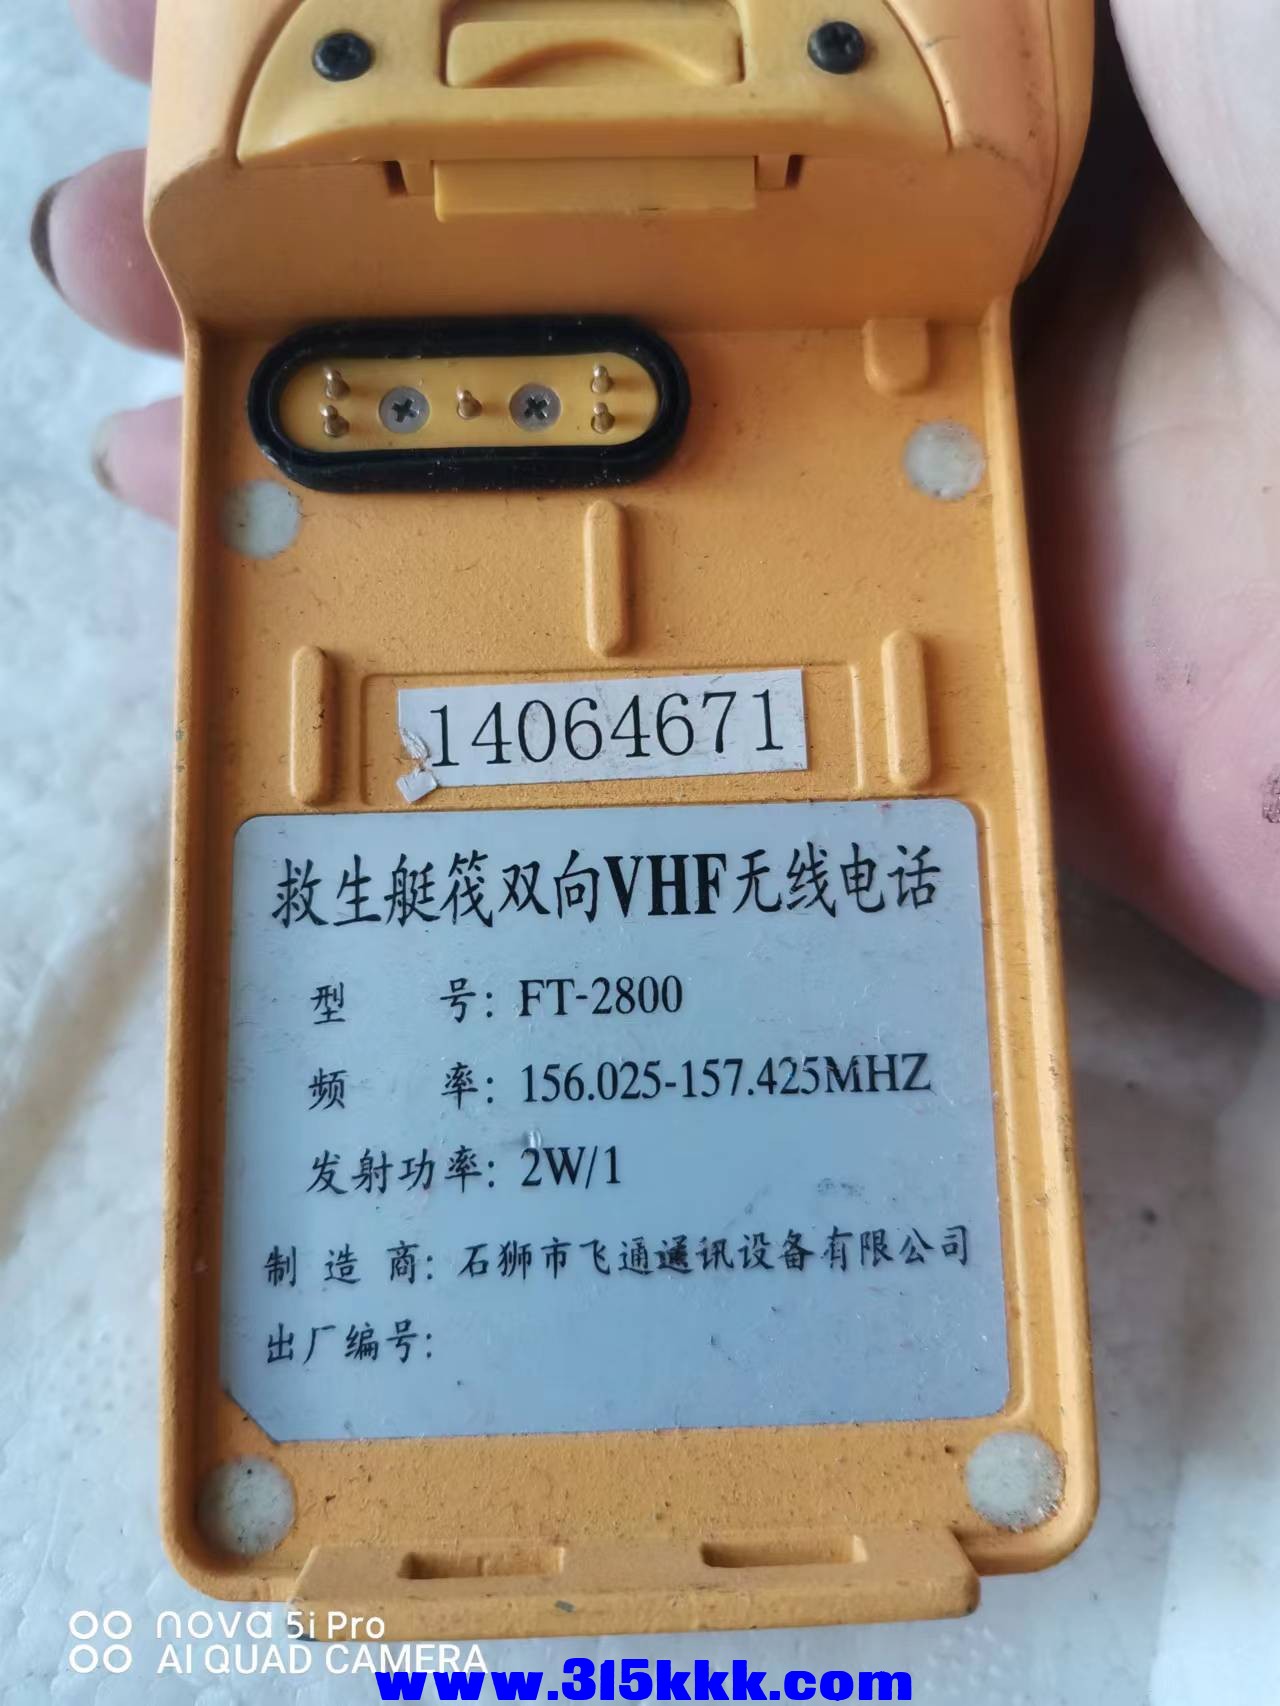 14064671
救生艇筏双向VHF无线电话
型 号: FT-2800
频 率: 156.025-157.425MHZ
发射功率: 2W/1
制造商: 石狮市飞通通讯设备有限公司
出厂编号:
nova 5i Pro
AI QUAD CAMERA
www.315kkk.com